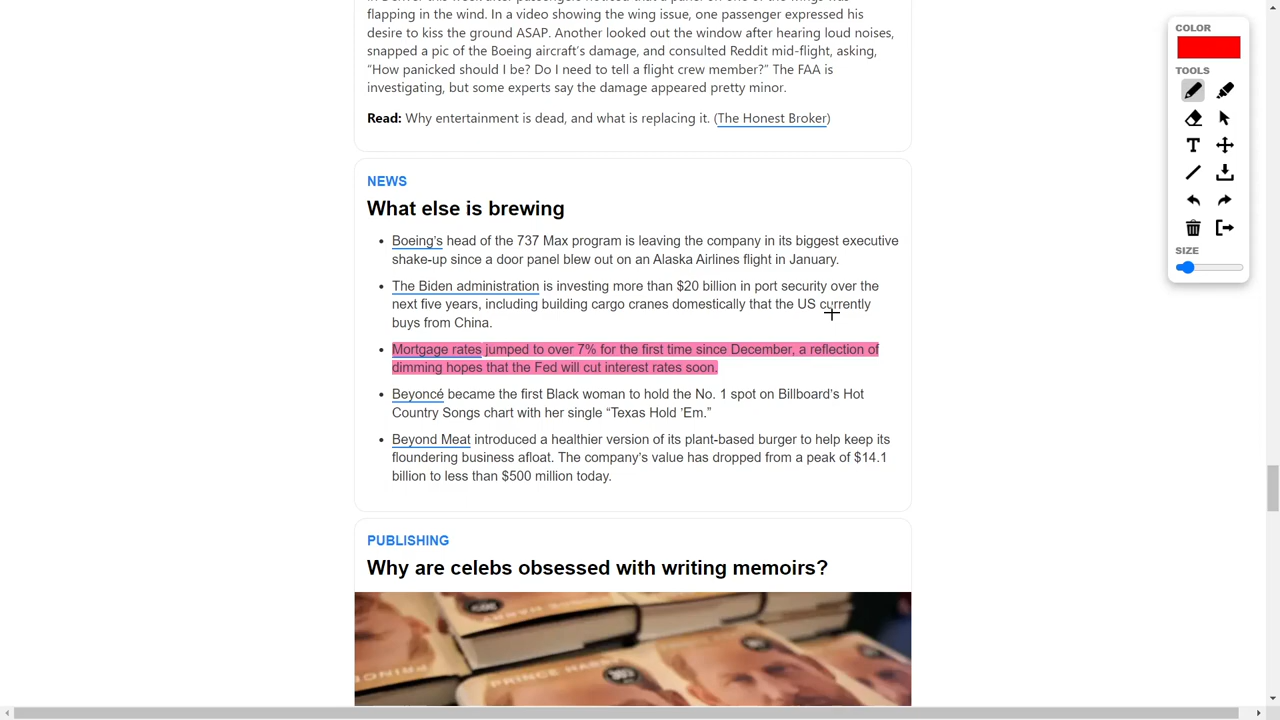 flapping in the wind. In a video showing the wing issue, one passenger expressed his
desire to kiss the ground ASAP. Another looked out the window after hearing loud noises,
snapped a pic of the Boeing aircraft’s damage, and consulted Reddit mid-flight, asking,
“How panicked should I be? Do I need to tell a flight crew member?” The FAA is
investigating, but some experts say the damage appeared pretty minor.
Read: Why entertainment is dead, and what is replacing it. (The Honest Broker)
NEWS
What else is brewing
• Boeing’s head of the 737 Max program is leaving the company in its biggest executive
shake-up since a door panel blew out on an Alaska Airlines flight in January.
• The Biden administration is investing more than $20 billion in port security over the
next five years, including building cargo cranes domestically that the US currently
buys from China.
• Mortgage rates jumped to over 7% for the first time since December, a reflection of
dimming hopes that the Fed will cut interest rates soon.
• Beyoncé became the first Black woman to hold the No. 1 spot on Billboard’s Hot
Country Songs chart with her single “Texas Hold ’Em.”
• Beyond Meat introduced a healthier version of its plant-based burger to help keep its
floundering business afloat. The company’s value has dropped from a peak of $14.1
billion to less than $500 million today.
PUBLISHING
Why are celebs obsessed with writing memoirs?
PRINCE HAR
COLOR
TOOLS
T
SIZE